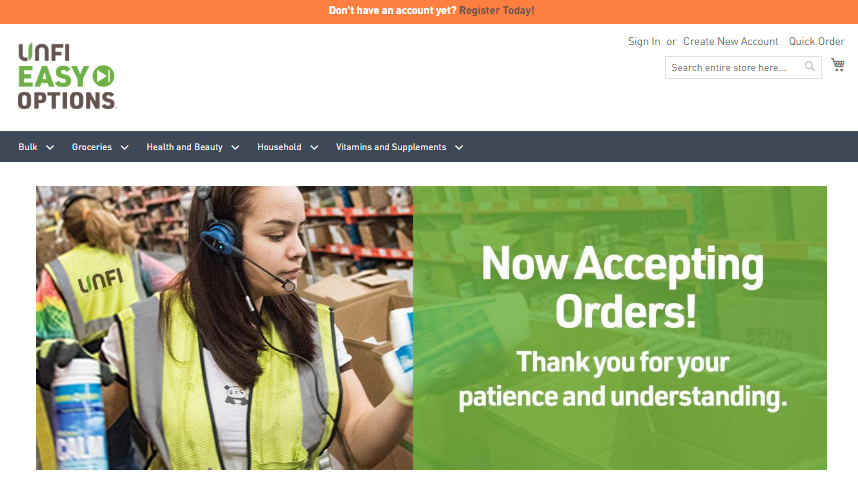 Don't have an account yet? Register Today!
UNFI
EASY
OPTIONS
Sign In or Create New Account Quick Order
Search entire store here...
Bulk Groceries Health and Beauty Household Vitamins and Supplements
UNFI
CALM
Now Accepting
Orders!
Thank you for your
patience and understanding.